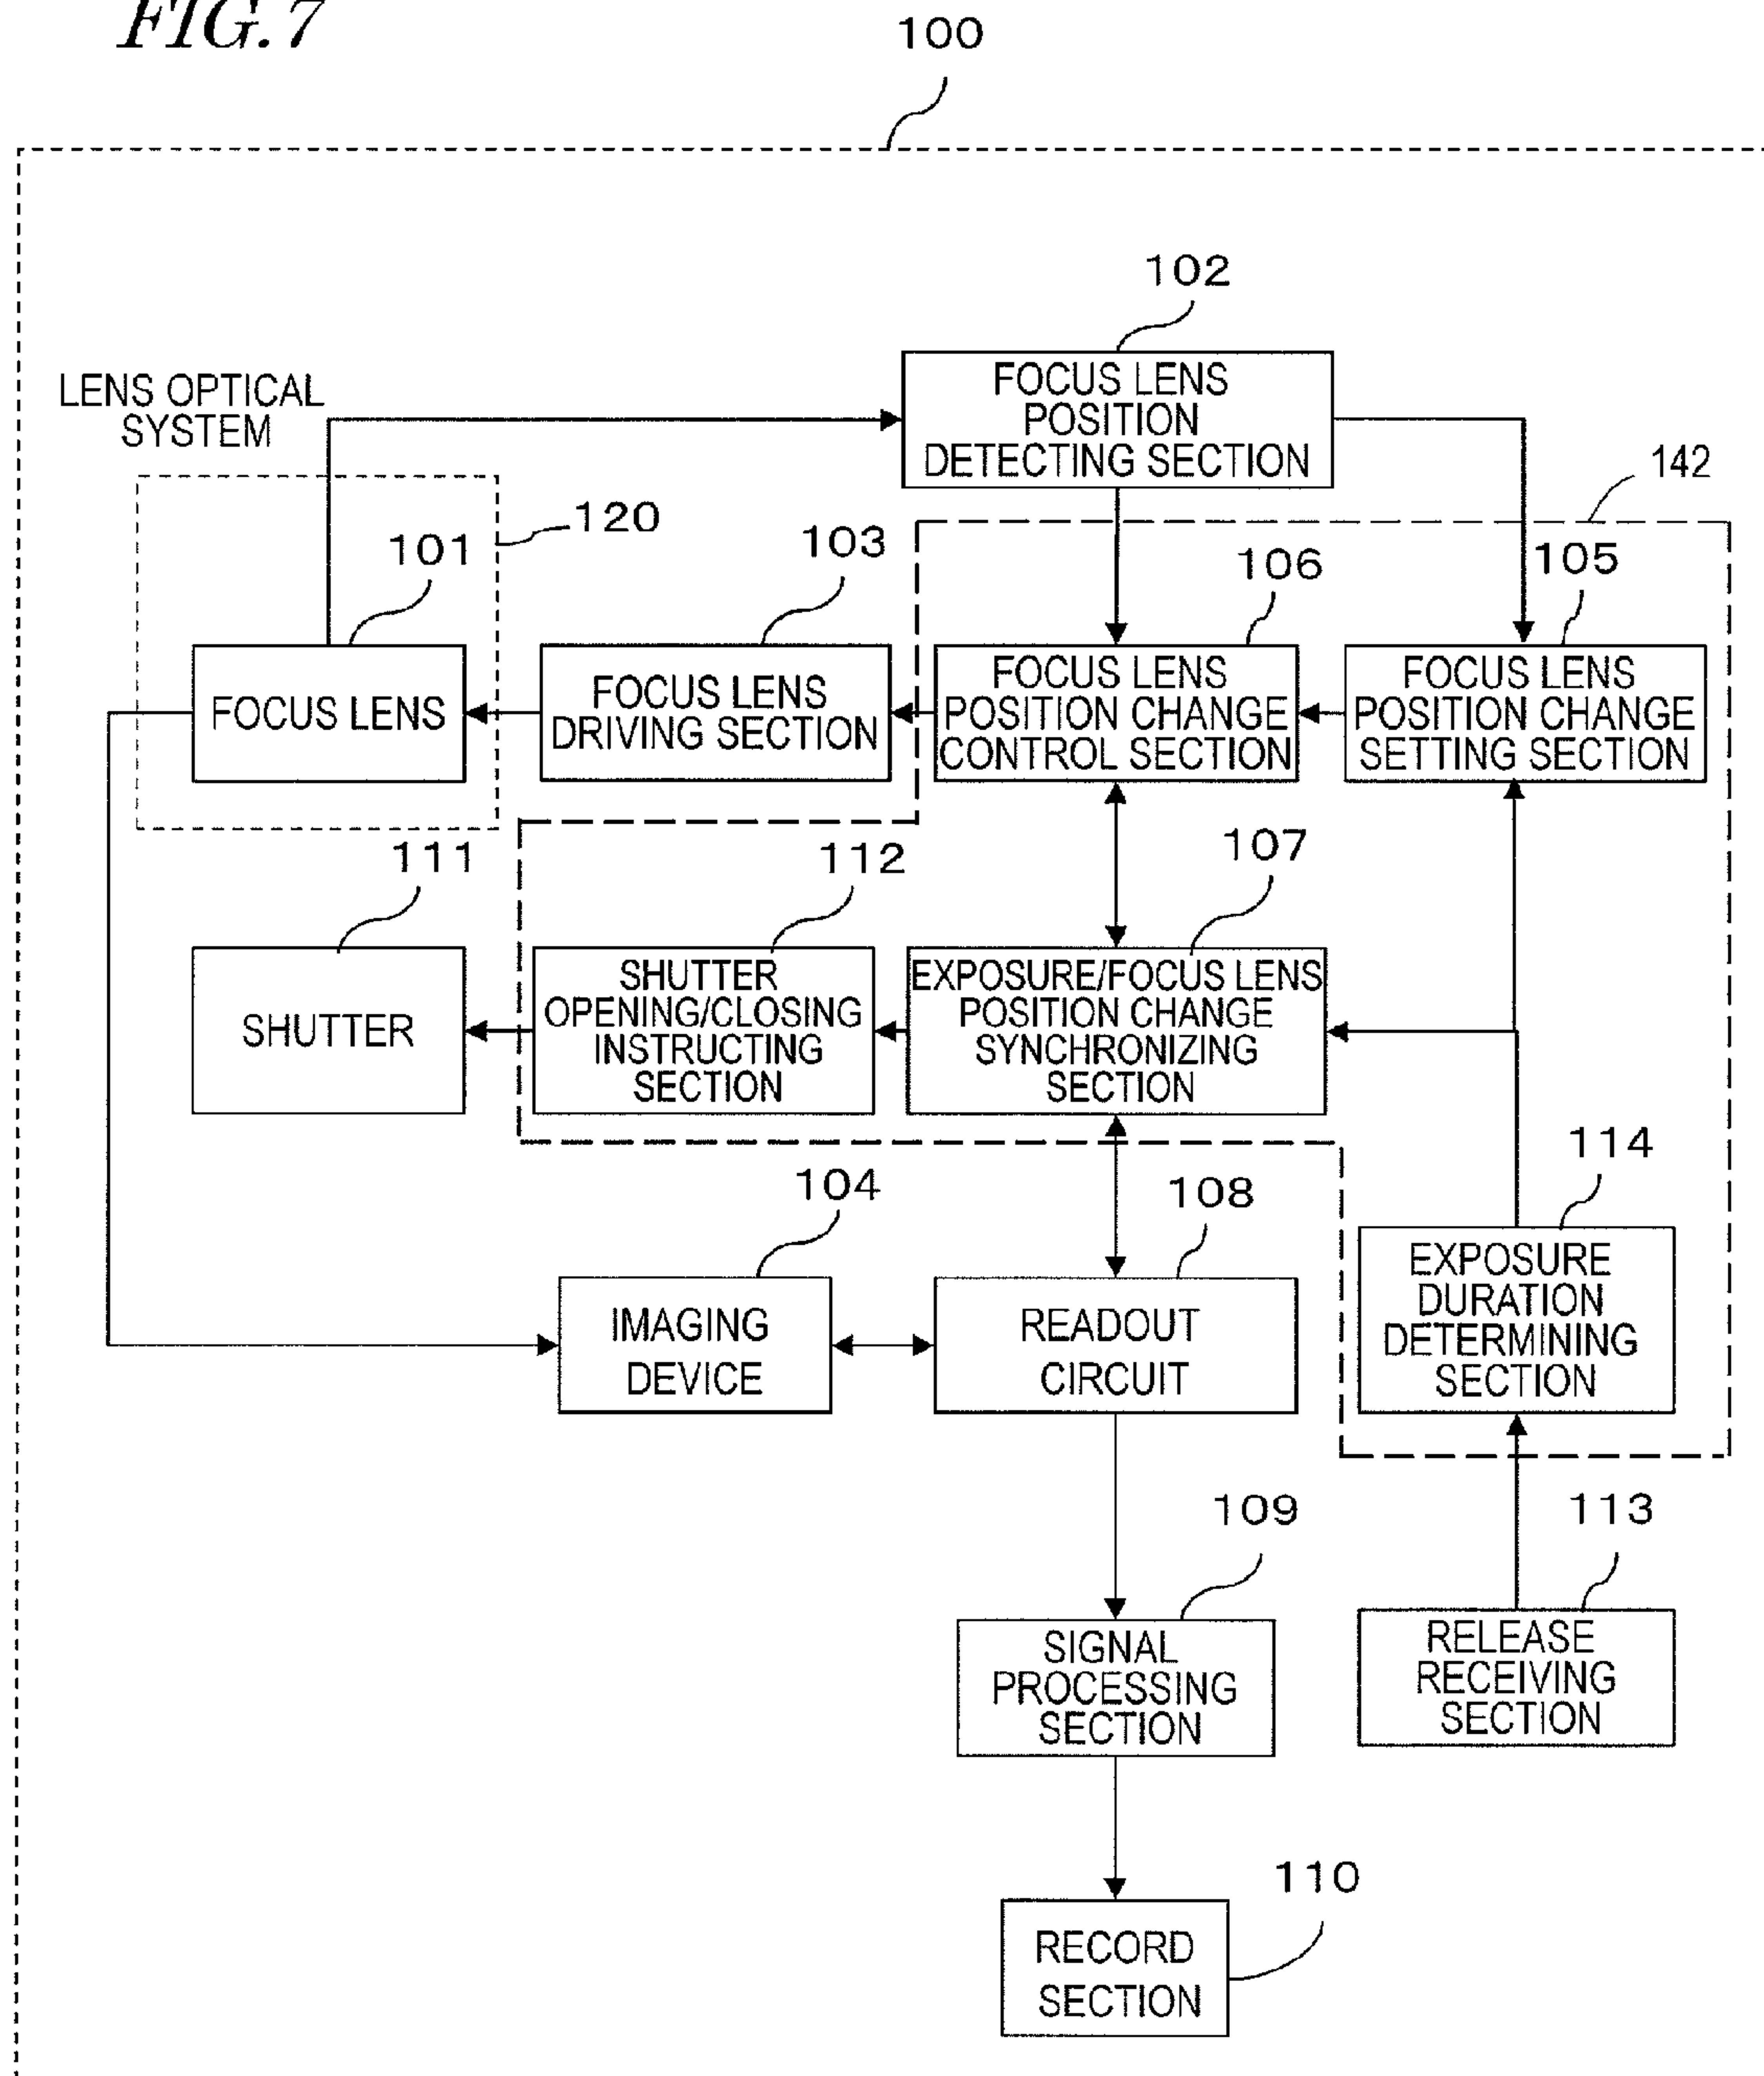 FIG. 7
100
102
FOCUS LENS
POSITION
DETECTING SECTION
LENS OPTICAL
SYSTEM
142
120
101
103
106
105
FOCUS LENS
FOCUS LENS
DRIVING SECTION
FOCUS LENS
POSITION CHANGE
CONTROL SECTION
FOCUS LENS
POSITION CHANGE
SETTING SECTION
111
112
107
SHUTTER
SHUTTER
OPENING/CLOSING
INSTRUCTING
SECTION
EXPOSURE/FOCUS LENS
POSITION CHANGE
SYNCHRONIZING
SECTION
104
108
114
IMAGING
DEVICE
READOUT
CIRCUIT
EXPOSURE
DURATION
DETERMINING
SECTION
109
113
SIGNAL
PROCESSING
SECTION
RELEASE
RECEIVING
SECTION
110
RECORD
SECTION